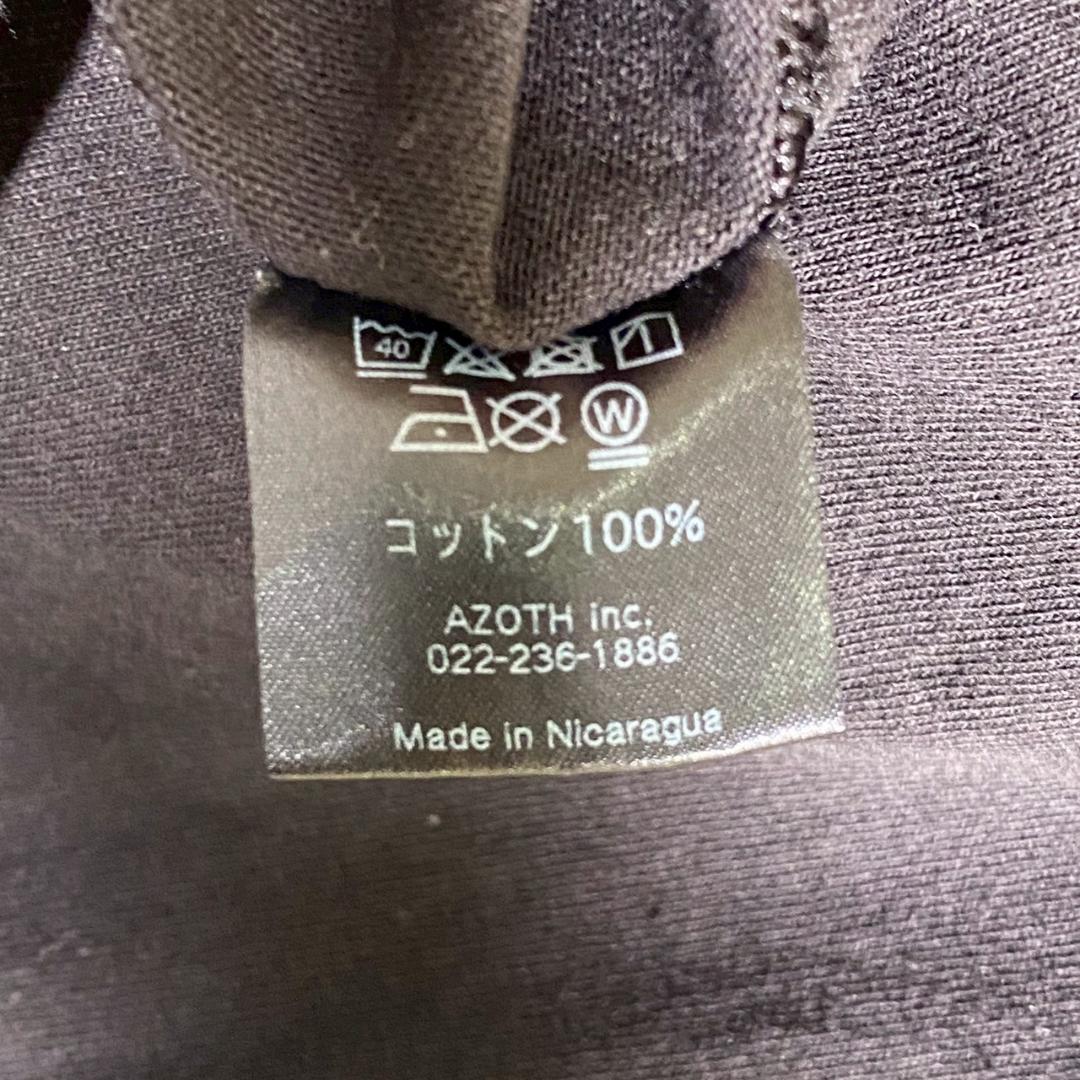 40
W
コットン100%
AZOTH inc.
022-236-1886
Made in Nicaragua